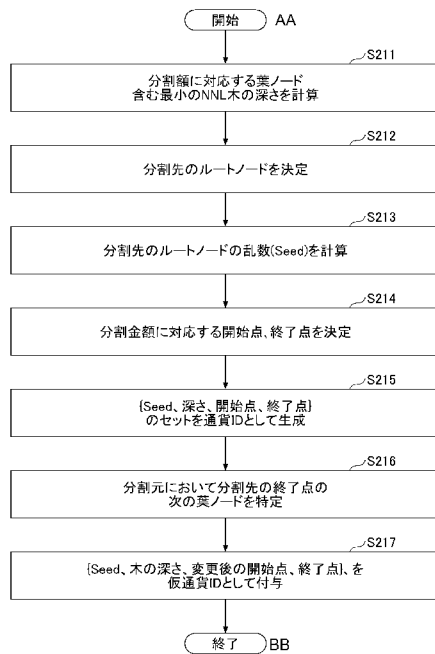 開始 AA
S211
分割額に対応する葉ノード
含む最小のNNL木の深さを計算
S212
分割先のルートノードを決定
S213
分割先のルートノードの乱数(Seed)を計算
S214
分割金額に対応する開始点、終了点を決定
S215
{Seed、深さ、開始点、終了点}
のセットを通貨IDとして生成
S216
分割元において分割先の終了点の
次の葉ノードを特定
S217
{Seed、木の深さ、変更後の開始点、終了点}、を
仮通貨IDとして付与
終了 BB